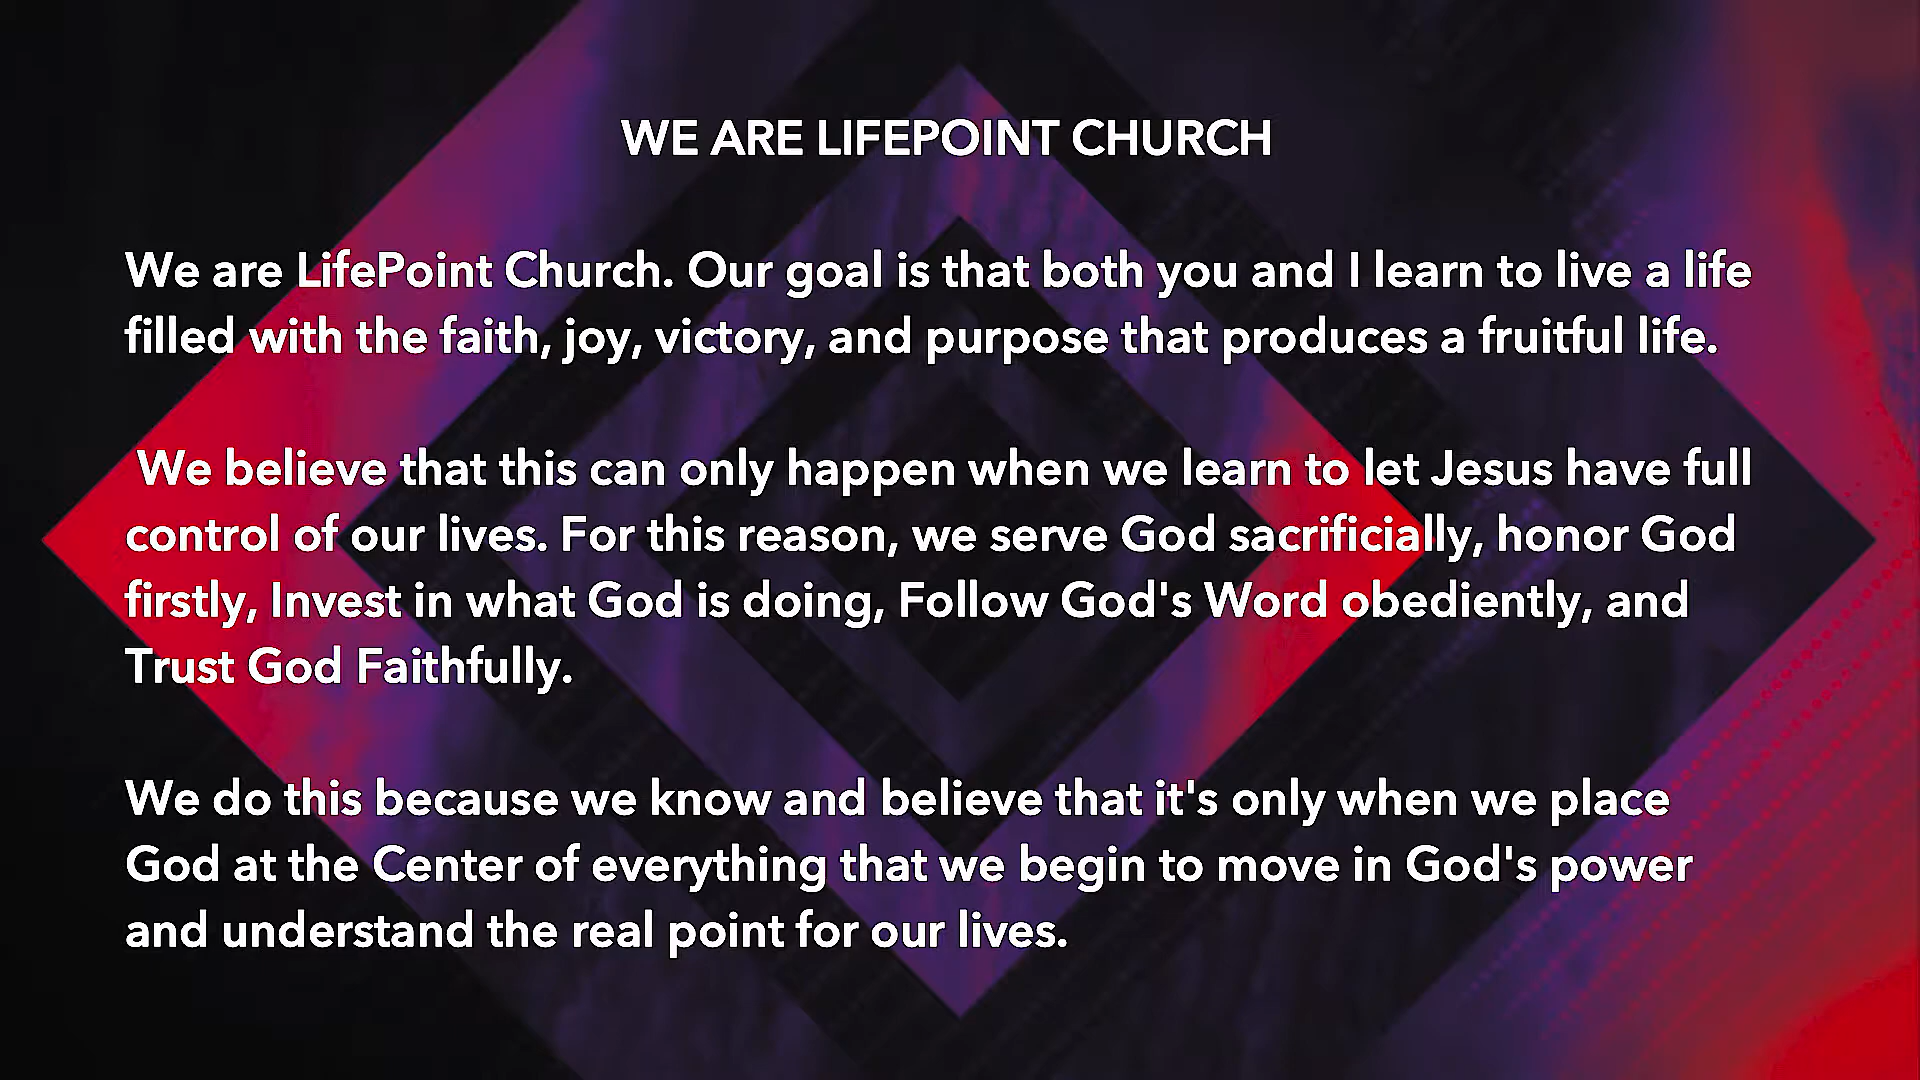 WE ARE LIFEPOINT CHURCH
We are LifePoint Church. Our goal is that both you and I learn to live a life
filled with the faith, joy, victory, and purpose that produces a fruitful life.
We believe that this can only happen when we learn to let Jesus have full
control of our lives. For this reason, we serve God sacrificially, honor God
firstly, Invest in what God is doing, Follow God's Word obediently, and
Trust God Faithfully.
We do this because we know and believe that it's only when we place
God at the Center of everything that we begin to move in God's power
and understand the real point for our lives.